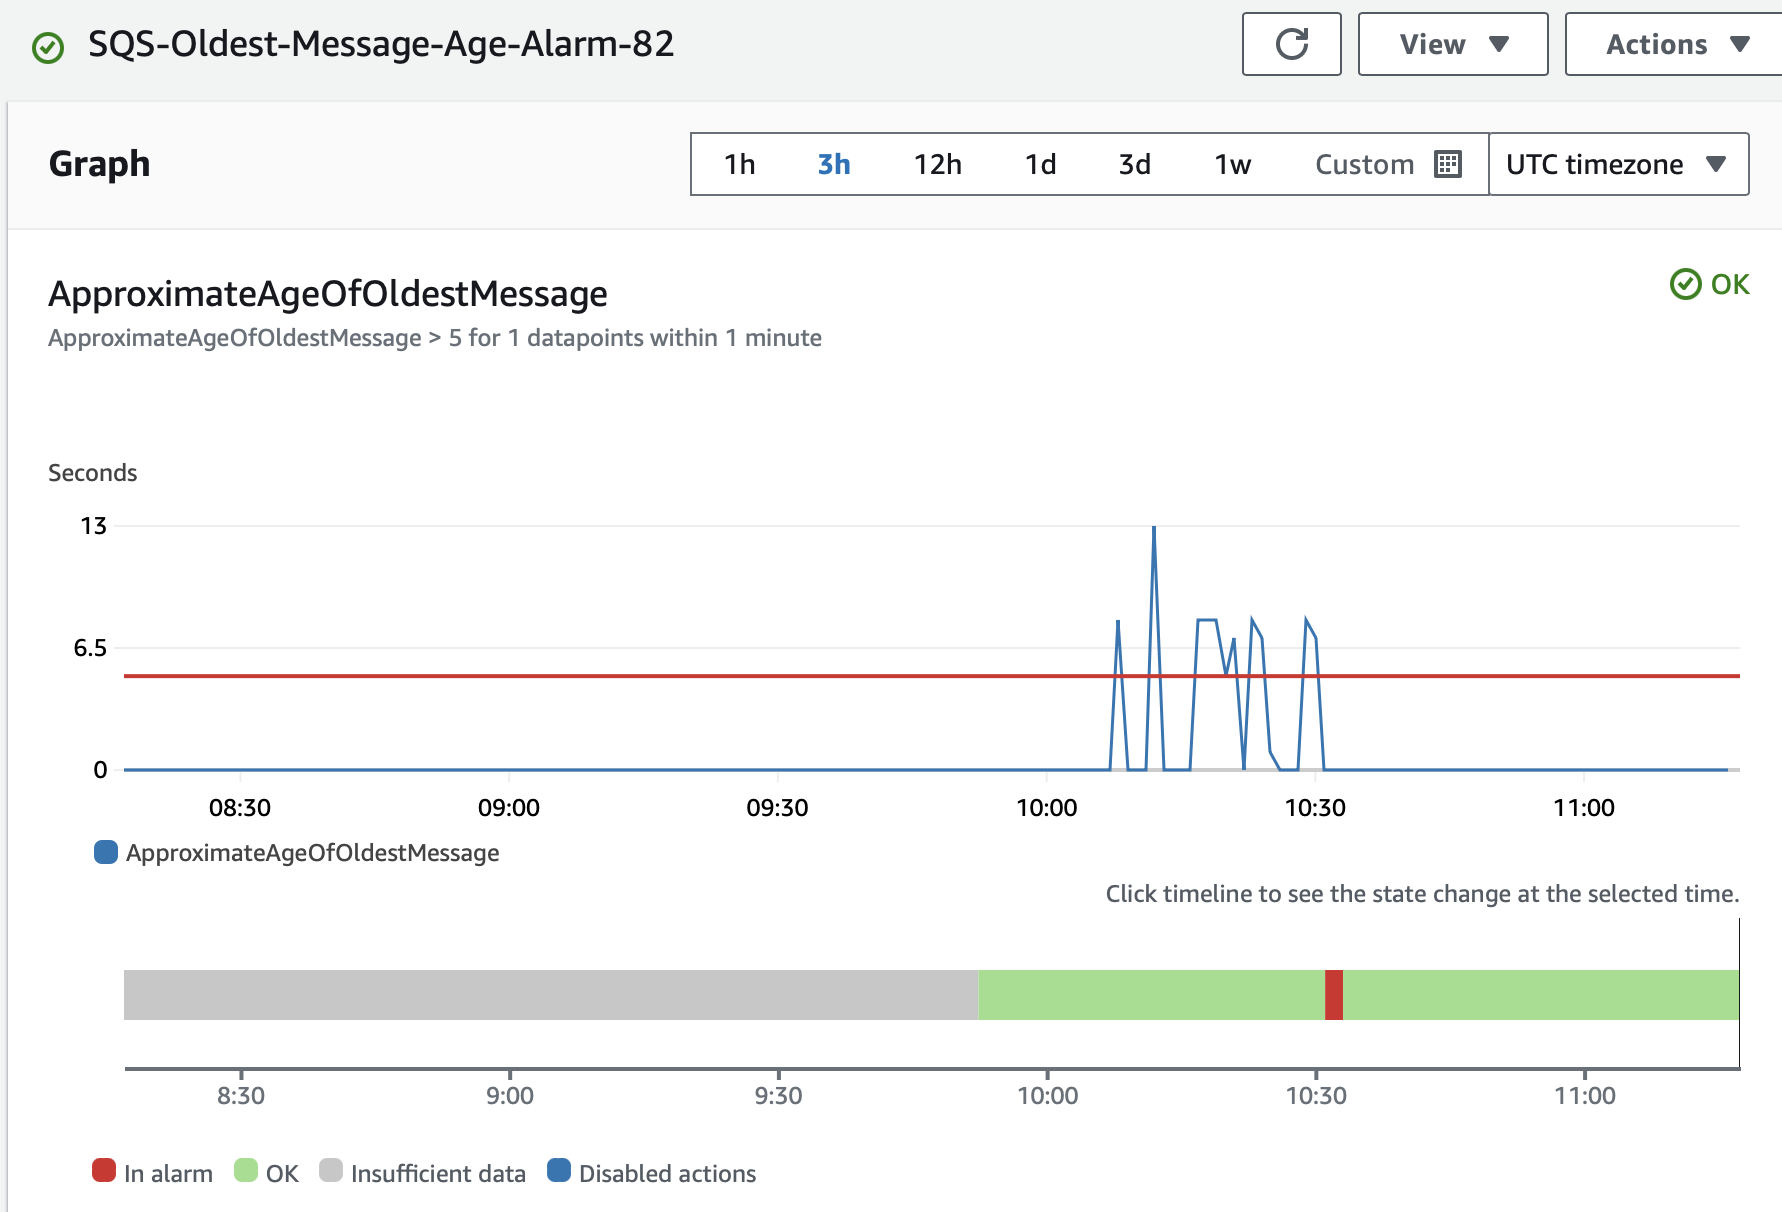 SQS-Oldest-Message-Age-Alarm-82
View
Actions
Graph
1h 3h 12h 1d 3d 1w Custom UTC timezone
ApproximateAgeOfOldestMessage
OK
ApproximateAgeOfOldestMessage > 5 for 1 datapoints within 1 minute
Seconds
13
6.5
0
08:30 09:00 09:30 10:00 10:30 11:00
ApproximateAgeOfOldestMessage
Click timeline to see the state change at the selected time.
8:30 9:00 9:30 10:00 10:30 11:00
In alarm OK Insufficient data Disabled actions